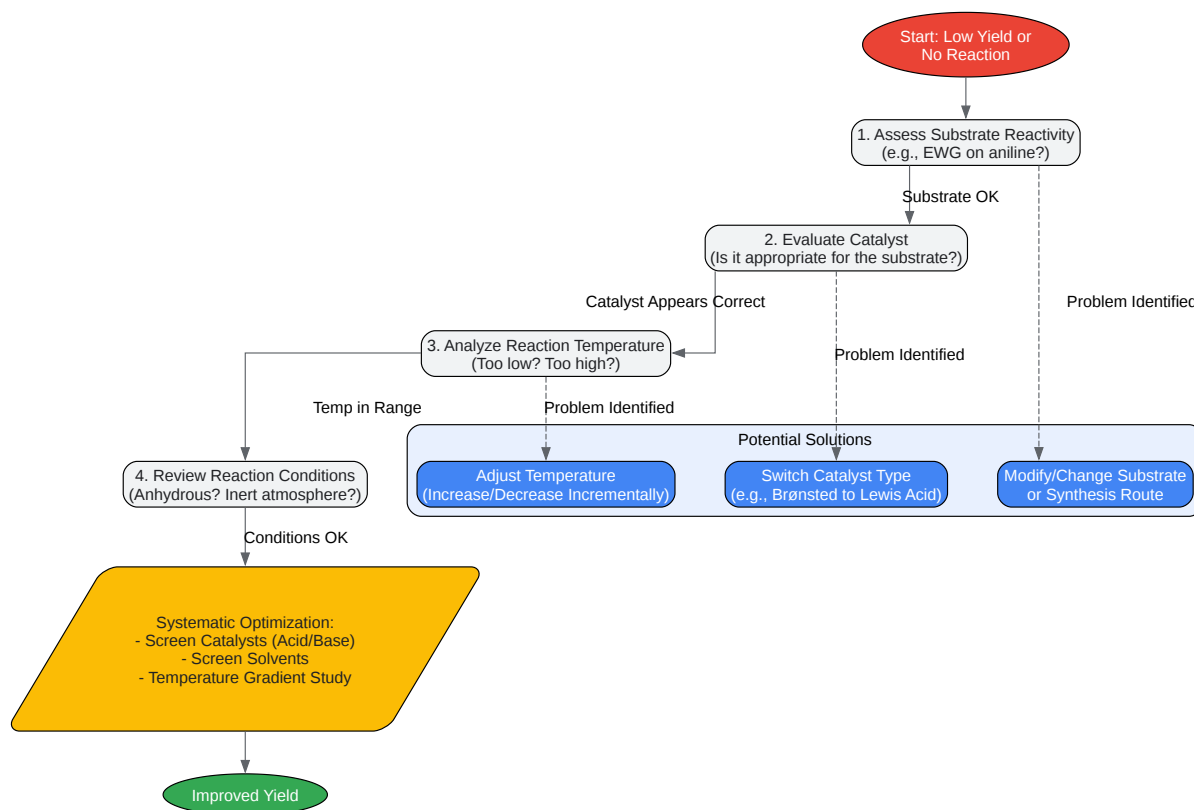 Start: Low Yield or
No Reaction
1. Assess Substrate Reactivity
(e.g., EWG on aniline?)
Substrate OK
2. Evaluate Catalyst
(Is it appropriate for the substrate?)
Catalyst Appears Correct
Problem Identified
3. Analyze Reaction Temperature
(Too low? Too high?)
Problem Identified
Temp in Range
Problem Identified
Potential Solutions
4. Review Reaction Conditions
(Anhydrous? Inert atmosphere?)
Adjust Temperature
(Increase/Decrease Incrementally)
Switch Catalyst Type
(e.g., Brønsted to Lewis Acid)
Modify/Change Substrate
or Synthesis Route
Conditions OK
Systematic Optimization:
- Screen Catalysts (Acid/Base)
- Screen Solvents
- Temperature Gradient Study
Improved Yield